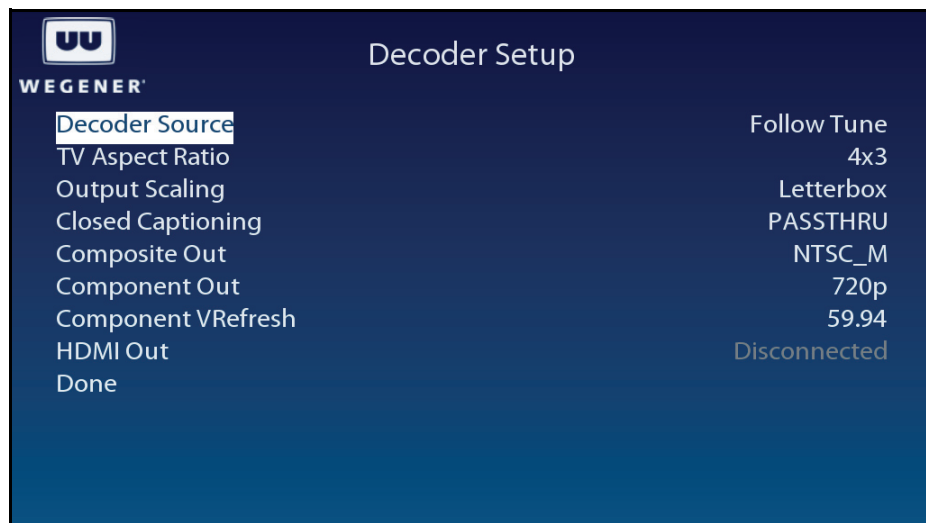 WEGENER®
Decoder Setup
Decoder Source Follow Tune
TV Aspect Ratio 4x3
Output Scaling Letterbox
Closed Captioning PASSTHRU
Composite Out NTSC_M
Component Out 720p
Component VRefresh 59.94
HDMI Out Disconnected
Done